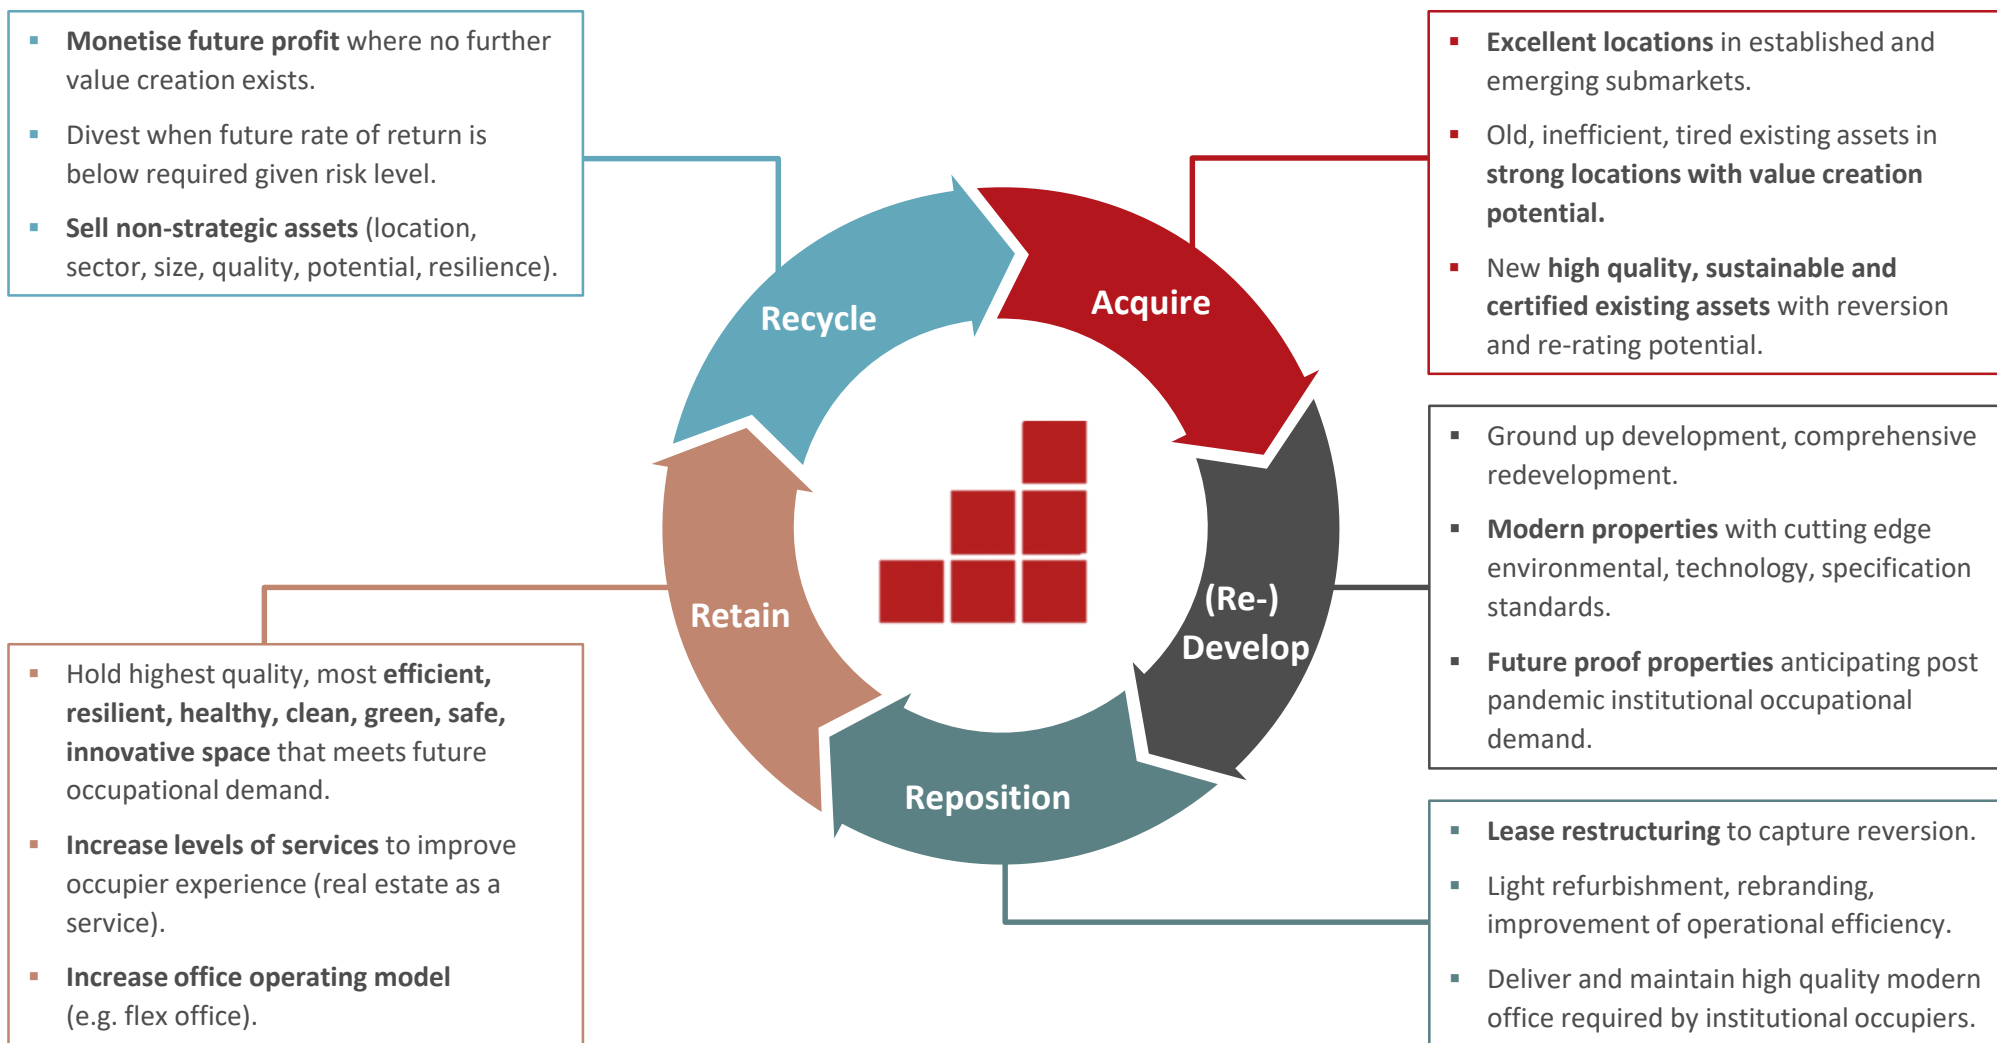 Monetise future profit where no further
value creation exists.
Divest when future rate of return is
below required given risk level.
Sell non-strategic assets (location,
sector, size, quality, potential, resilience).
Excellent locations in established and
emerging submarkets.
Old, inefficient, tired existing assets in
strong locations with value creation
potential.
New high quality, sustainable and
certified existing assets with reversion
and re-rating potential.
Recycle
Acquire
Ground up development, comprehensive
redevelopment.
Modern properties with cutting edge
environmental, technology, specification
standards.
Future proof properties anticipating post
pandemic institutional occupational
demand.
Retain
(Re-)
Develop
Reposition
Hold highest quality, most efficient,
resilient, healthy, clean, green, safe,
innovative space that meets future
occupational demand.
Increase levels of services to improve
occupier experience (real estate as a
service).
Increase office operating model
(e.g. flex office).
Lease restructuring to capture reversion.
Light refurbishment, rebranding,
improvement of operational efficiency.
Deliver and maintain high quality modern
office required by institutional occupiers.